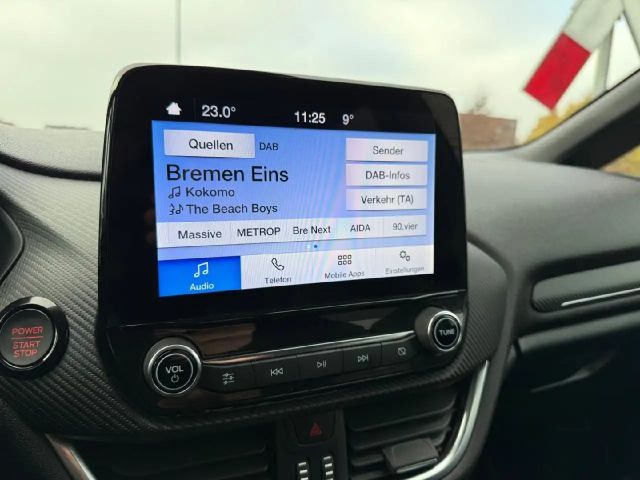 23.0° 11:25 9°
Quellen DAB Sender
Bremen Eins DAB-Infos
Kokomo
The Beach Boys Verkehr (TA)
Massive METROP Bre Next AIDA 90.vier
Audio Telefon Mobile Apps Einstellungen
POWER
START
STOP
VOL TUNE